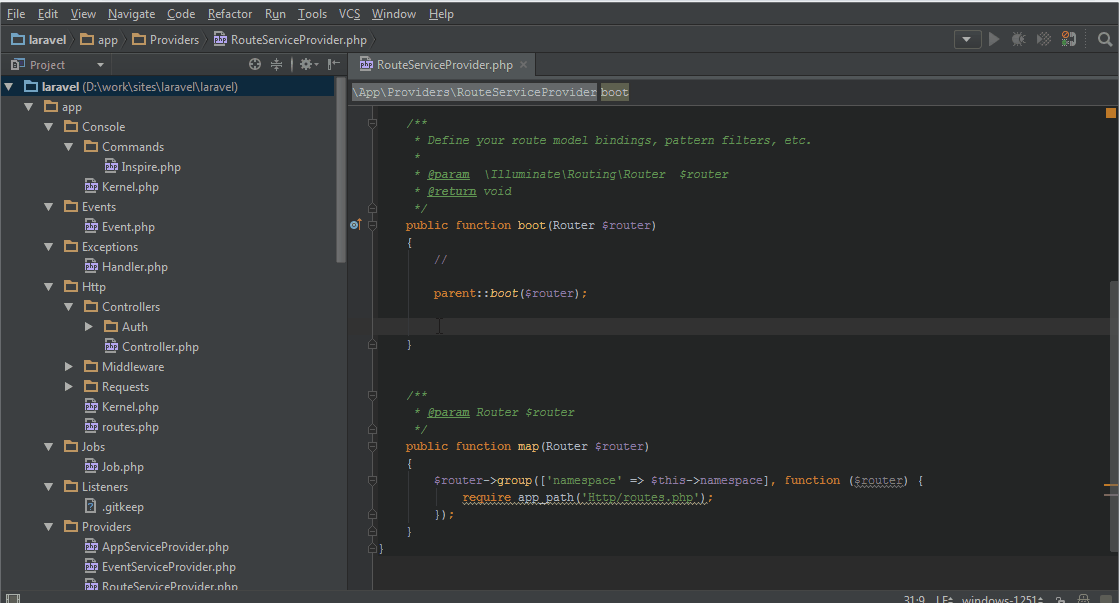 File Edit View Navigate Code Refactor Run Tools VCS Window Help
laravel app Providers RouteServiceProvider.php
Project
RouteServiceProvider.php
laravel (D:\work\sites\laravel\laravel)
app
Console
Commands
Inspire.php
Kernel.php
Events
Event.php
Exceptions
Handler.php
Http
Controllers
Auth
Controller.php
Middleware
Requests
Kernel.php
routes.php
Jobs
Job.php
Listeners
.gitkeep
Providers
AppServiceProvider.php
EventServiceProvider.php
RouteServiceProvider.php
\App\Providers\RouteServiceProvider boot
/**
* Define your route model bindings, pattern filters, etc.
*
* @param \Illuminate\Routing\Router $router
* @return void
*/
public function boot(Router $router)
{
//
parent::boot($router);
}
/**
* @param Router $router
*/
public function map(Router $router)
{
$router->group(['namespace' => $this->namespace], function ($router) {
require app_path('Http/routes.php');
});
}
}
31:9 LF windows-1251